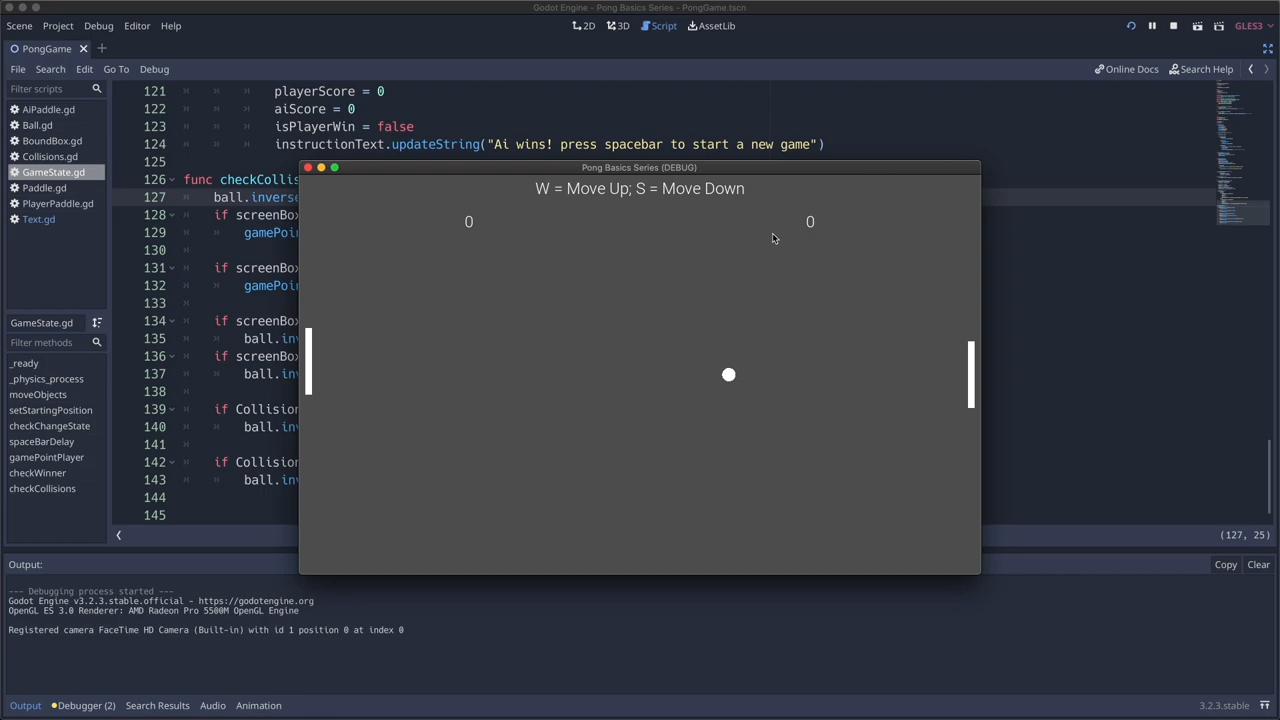 Godot Engine - Pong Basics Series - PongGame.tscn
Scene Project Debug Editor Help
2D 3D Script AssetLib
GLES3
PongGame
File Search Edit Go To Debug
Online Docs Search Help
Filter scripts
AiPaddle.gd
Ball.gd
BoundBox.gd
Collisions.gd
GameState.gd
Paddle.gd
PlayerPaddle.gd
Text.gd
GameState.gd
Filter methods
_ready
_physics_process
moveObjects
setStartingPosition
checkChangeState
spaceBarDelay
gamePointPlayer
checkWinner
checkCollisions
121 playerScore = 0
122 aiScore = 0
123 isPlayerWin = false
124 instructionText.updateString("Ai wins! press spacebar to start a new game")
125
126 func checkCollis
127 ball.inverse
128 if screenBox
129 gamePoin
130
131 if screenBox
132 gamePoin
133
134 if screenBox
135 ball.inv
136 if screenBox
137 ball.inv
138
139 if Collision
140 ball.inv
141
142 if Collision
143 ball.inv
144
145
(127, 25)
Pong Basics Series (DEBUG)
W = Move Up; S = Move Down
0 0
Output:
Copy Clear
--- Debugging process started ---
Godot Engine v3.2.3.stable.official - https://godotengine.org
OpenGL ES 3.0 Renderer: AMD Radeon Pro 5500M OpenGL Engine
Registered camera FaceTime HD Camera (Built-in) with id 1 position 0 at index 0
Output Debugger (2) Search Results Audio Animation
3.2.3.stable